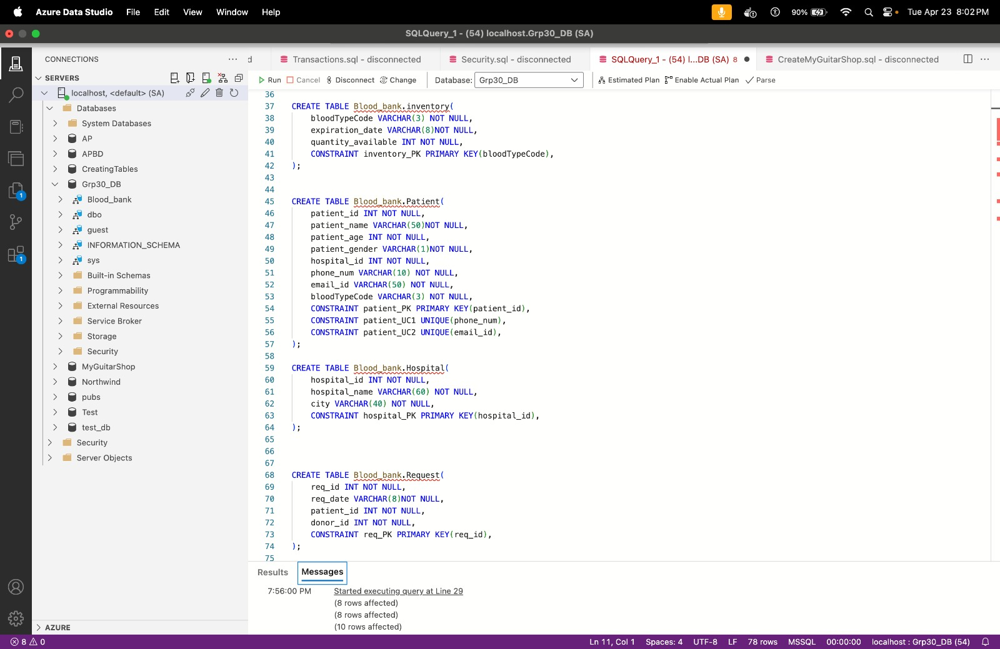 Azure Data Studio File Edit View Window Help 90% Tue Apr 23 8:02 PM
SQLQuery_1 - (54) localhost.Grp30_DB (SA)
CONNECTIONS
d Transactions.sql - disconnected Security.sql - disconnected SQLQuery_1 - (54) l...DB (SA) 8 CreateMyGuitarShop.sql - disconnected
SERVERS
Run Cancel Disconnect Change Database: Grp30_DB Estimated Plan Enable Actual Plan Parse
localhost, <default> (SA)
Databases
System Databases
AP
APBD
CreatingTables
Grp30_DB
Blood_bank
dbo
guest
INFORMATION_SCHEMA
sys
Built-in Schemas
Programmability
External Resources
Service Broker
Storage
Security
MyGuitarShop
Northwind
pubs
Test
test_db
Security
Server Objects
AZURE
1
1
36
37 CREATE TABLE Blood_bank.inventory(
38 bloodTypeCode VARCHAR(3) NOT NULL,
39 expiration_date VARCHAR(8)NOT NULL,
40 quantity_available INT NOT NULL,
41 CONSTRAINT inventory_PK PRIMARY KEY(bloodTypeCode),
42 );
43
44
45 CREATE TABLE Blood_bank.Patient(
46 patient_id INT NOT NULL,
47 patient_name VARCHAR(50)NOT NULL,
48 patient_age INT NOT NULL,
49 patient_gender VARCHAR(1)NOT NULL,
50 hospital_id INT NOT NULL,
51 phone_num VARCHAR(10) NOT NULL,
52 email_id VARCHAR(50) NOT NULL,
53 bloodTypeCode VARCHAR(3) NOT NULL,
54 CONSTRAINT patient_PK PRIMARY KEY(patient_id),
55 CONSTRAINT patient_UC1 UNIQUE(phone_num),
56 CONSTRAINT patient_UC2 UNIQUE(email_id),
57 );
58
59 CREATE TABLE Blood_bank.Hospital(
60 hospital_id INT NOT NULL,
61 hospital_name VARCHAR(60) NOT NULL,
62 city VARCHAR(40) NOT NULL,
63 CONSTRAINT hospital_PK PRIMARY KEY(hospital_id),
64 );
65
66
67
68 CREATE TABLE Blood_bank.Request(
69 req_id INT NOT NULL,
70 req_date VARCHAR(8)NOT NULL,
71 patient_id INT NOT NULL,
72 donor_id INT NOT NULL,
73 CONSTRAINT req_PK PRIMARY KEY(req_id),
74 );
75
Results Messages
7:56:00 PM Started executing query at Line 29
(8 rows affected)
(8 rows affected)
(10 rows affected)
8 0 Ln 11, Col 1 Spaces: 4 UTF-8 LF 78 rows MSSQL 00:00:00 localhost : Grp30_DB (54)